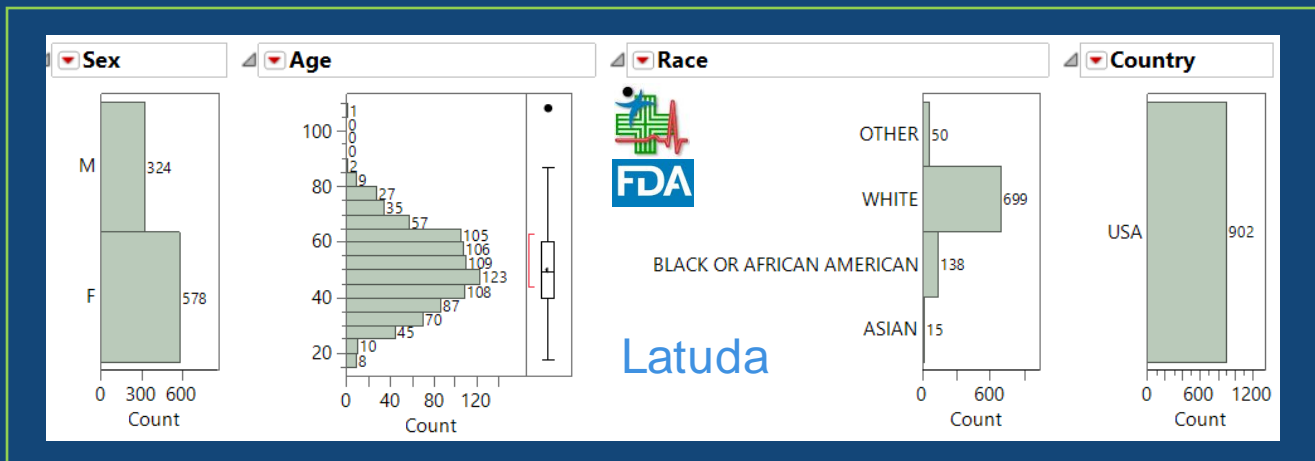 Sex
M
324
F
578
0 300 600
Count
Age
100
80
60
40
20
1
0
0
0
2
9
27
35
57
105
106
109
123
108
87
70
45
10
8
0 40 80 120
Count
Race
FDA
Latuda
OTHER 50
WHITE 699
BLACK OR AFRICAN AMERICAN 138
ASIAN 15
0 600
Count
Country
USA 902
0 600 1200
Count